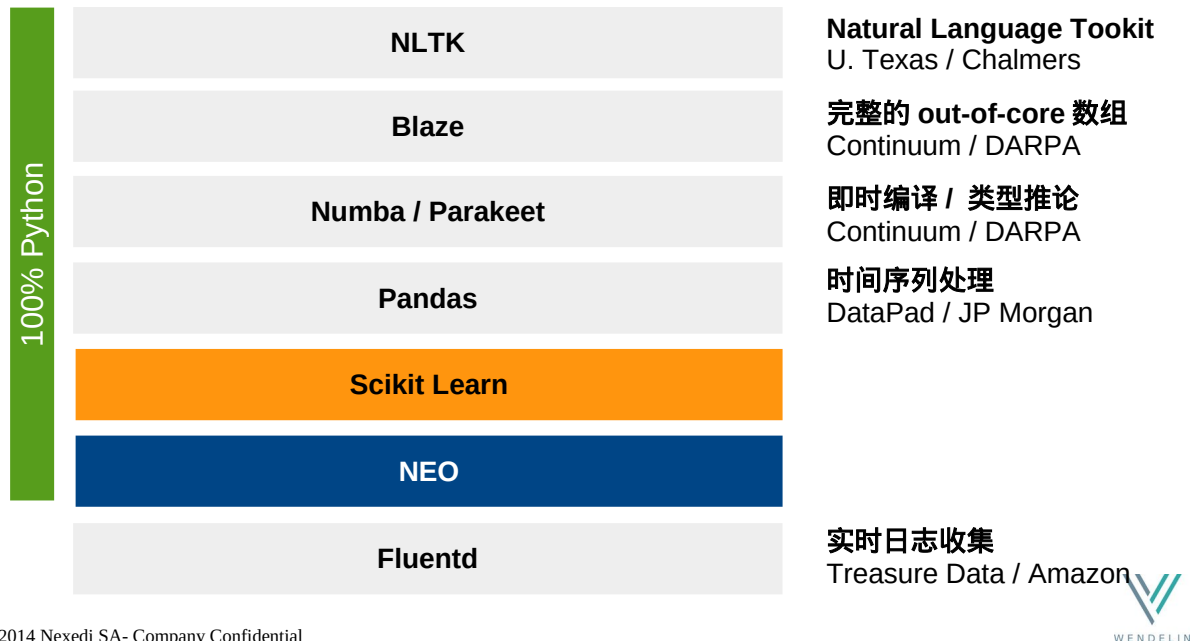 NLTK
Natural Language Tookit
U. Texas / Chalmers
Blaze
完整的 out-of-core 数组
Continuum / DARPA
100% Python
Numba / Parakeet
即时编译 / 类型推论
Continuum / DARPA
Pandas
时间序列处理
DataPad / JP Morgan
Scikit Learn
NEO
Fluentd
实时日志收集
Treasure Data / Amazon
2014 Nexedi SA- Company Confidential
WENDELIN